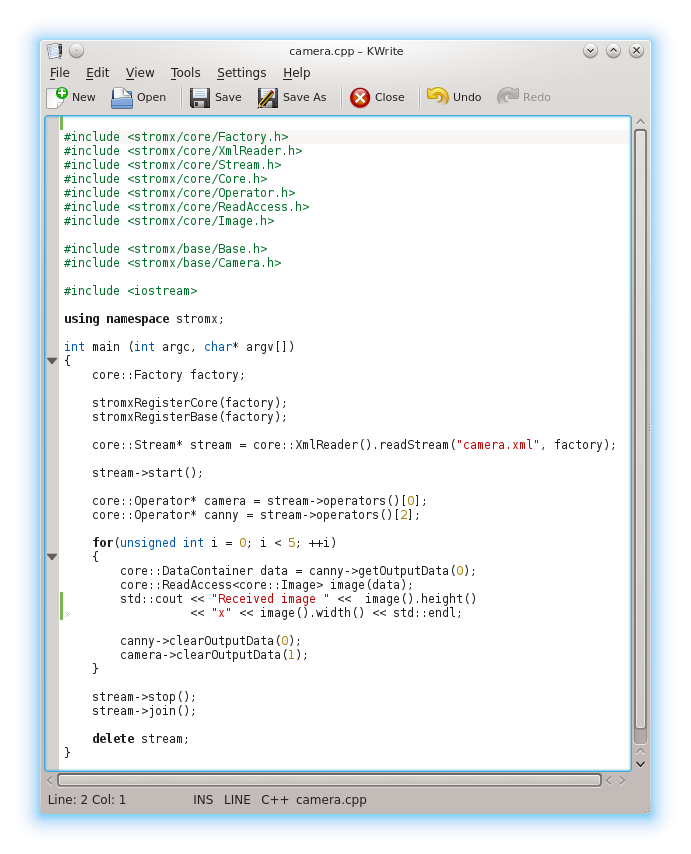 camera.cpp – KWrite
File Edit View Tools Settings Help
New Open Save Save As Close Undo Redo
#include <stromx/core/Factory.h>
#include <stromx/core/XmlReader.h>
#include <stromx/core/Stream.h>
#include <stromx/core/Core.h>
#include <stromx/core/Operator.h>
#include <stromx/core/ReadAccess.h>
#include <stromx/core/Image.h>
#include <stromx/base/Base.h>
#include <stromx/base/Camera.h>
#include <iostream>
using namespace stromx;
int main (int argc, char* argv[])
{
    core::Factory factory;
    stromxRegisterCore(factory);
    stromxRegisterBase(factory);
    core::Stream* stream = core::XmlReader().readStream("camera.xml", factory);
    stream->start();
    core::Operator* camera = stream->operators()[0];
    core::Operator* canny = stream->operators()[2];
    for(unsigned int i = 0; i < 5; ++i)
    {
        core::DataContainer data = canny->getOutputData(0);
        core::ReadAccess<core::Image> image(data);
        std::cout << "Received image " <<  image().height()
                  << "x" << image().width() << std::endl;
        canny->clearOutputData(0);
        camera->clearOutputData(1);
    }
    stream->stop();
    stream->join();
    delete stream;
}
Line: 2 Col: 1 INS LINE C++ camera.cpp